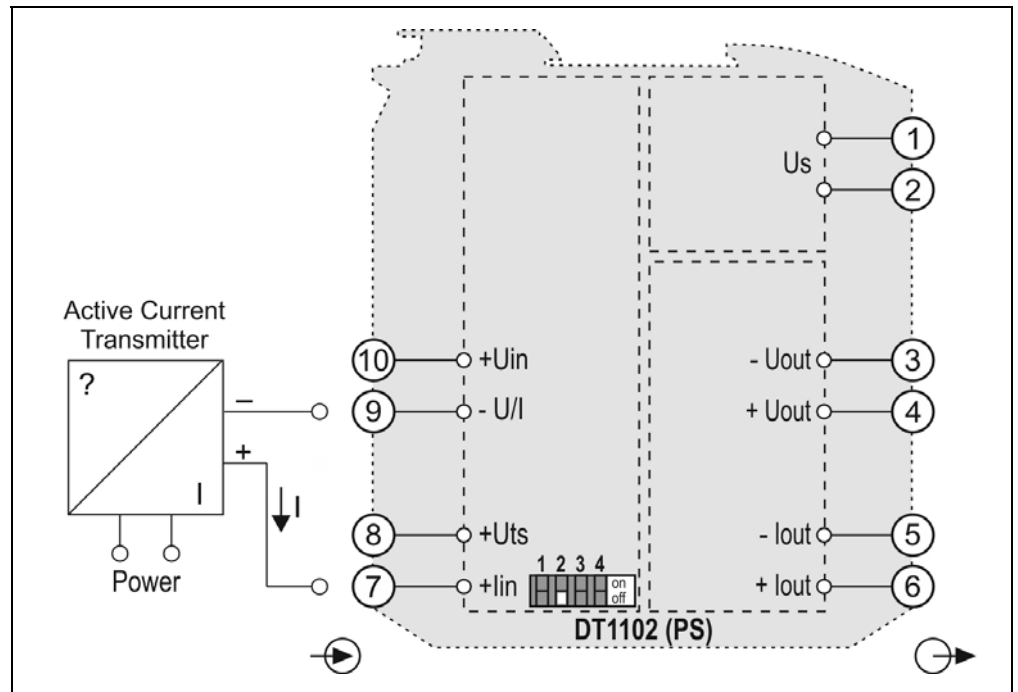 Us
1
2
Active Current
Transmitter
?
I
–
+
I
Power
10 +Uin
9 - U/I
8 +Uts
7 +Iin
1 2 3 4
on
off
- Uout 3
+ Uout 4
- Iout 5
+ Iout 6
DT1102 (PS)